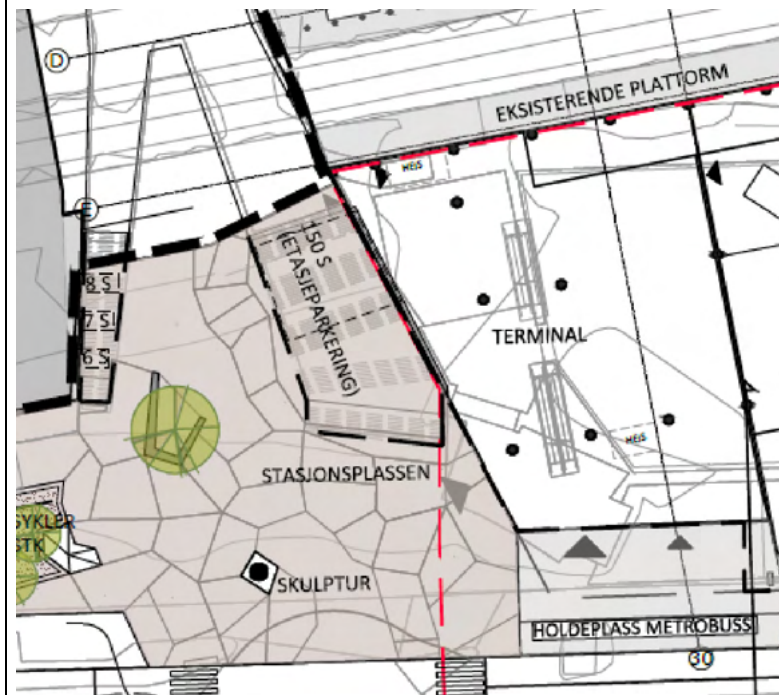 D
EKSISTERENDE PLATTORM
HEIS
E
150 S
(ETASJEPARKERING)
8 S
7 S
6 S
TERMINAL
HEIS
STASJONSPLASSEN
SYKLER
STK
SKULPTUR
HOLDEPLASS METROBUSS
30